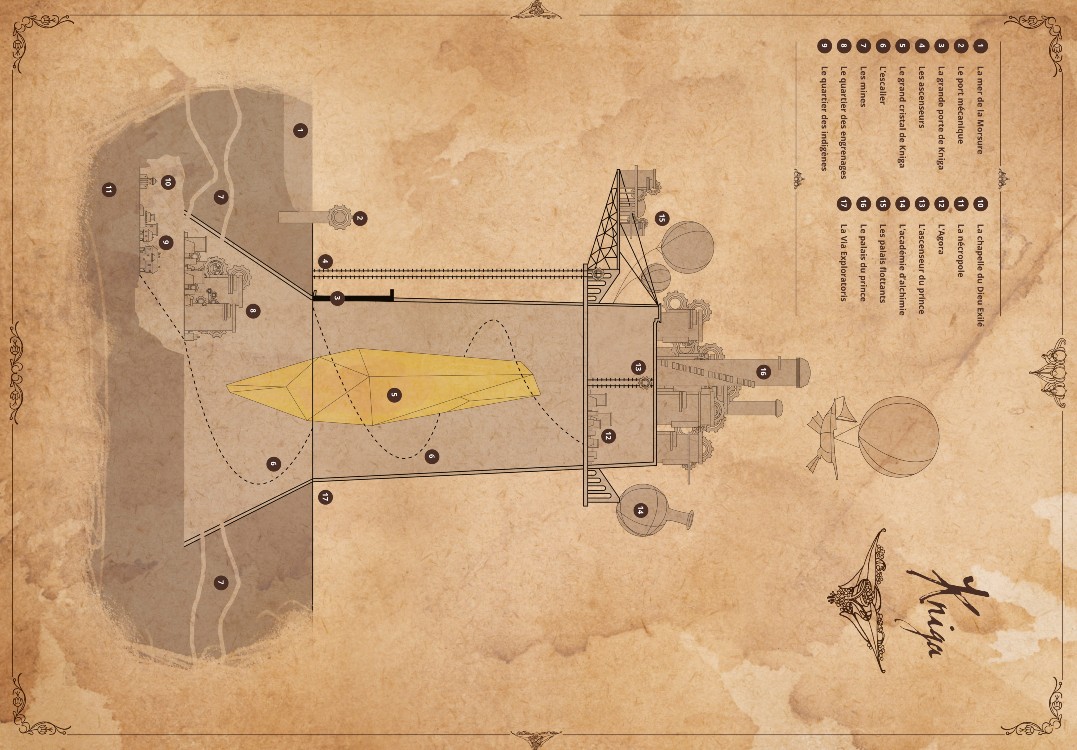 Kniga
1 La mer de la Morsure
2 Le port mécanique
3 La grande porte de Kniga
4 Les ascenseurs
5 Le grand cristal de Kniga
6 L'escalier
7 Les mines
8 Le quartier des engrenages
9 Le quartier des indigènes
10 La chapelle du Dieu Exilé
11 La nécropole
12 L'Agora
13 L'ascenseur du prince
14 L'académie d'alchimie
15 Les palais flottants
16 Le palais du prince
17 La Via Exploratoris
16
15
13
14
12
5
6
2
4
3
17
1
6
8
7
7
10
9
11